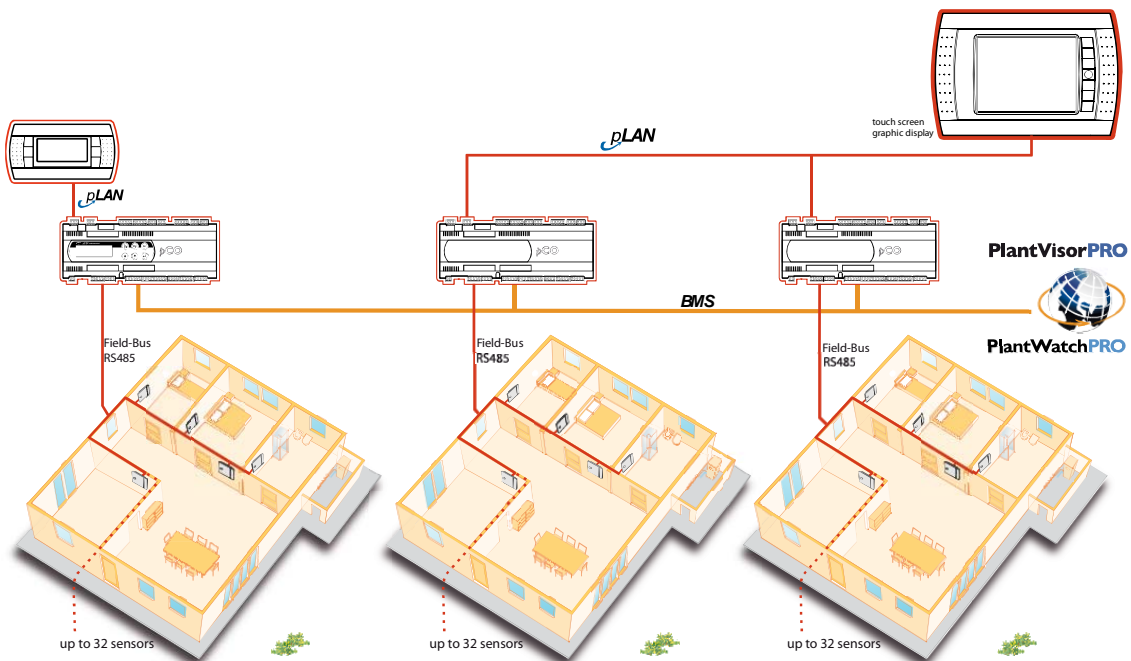 touch screen
graphic display
pLAN
pLAN
pCO
pCO
pCO
PlantVisorPRO
BMS
PlantWatchPRO
Field-Bus
RS485
Field-Bus
RS485
Field-Bus
RS485
up to 32 sensors
up to 32 sensors
up to 32 sensors